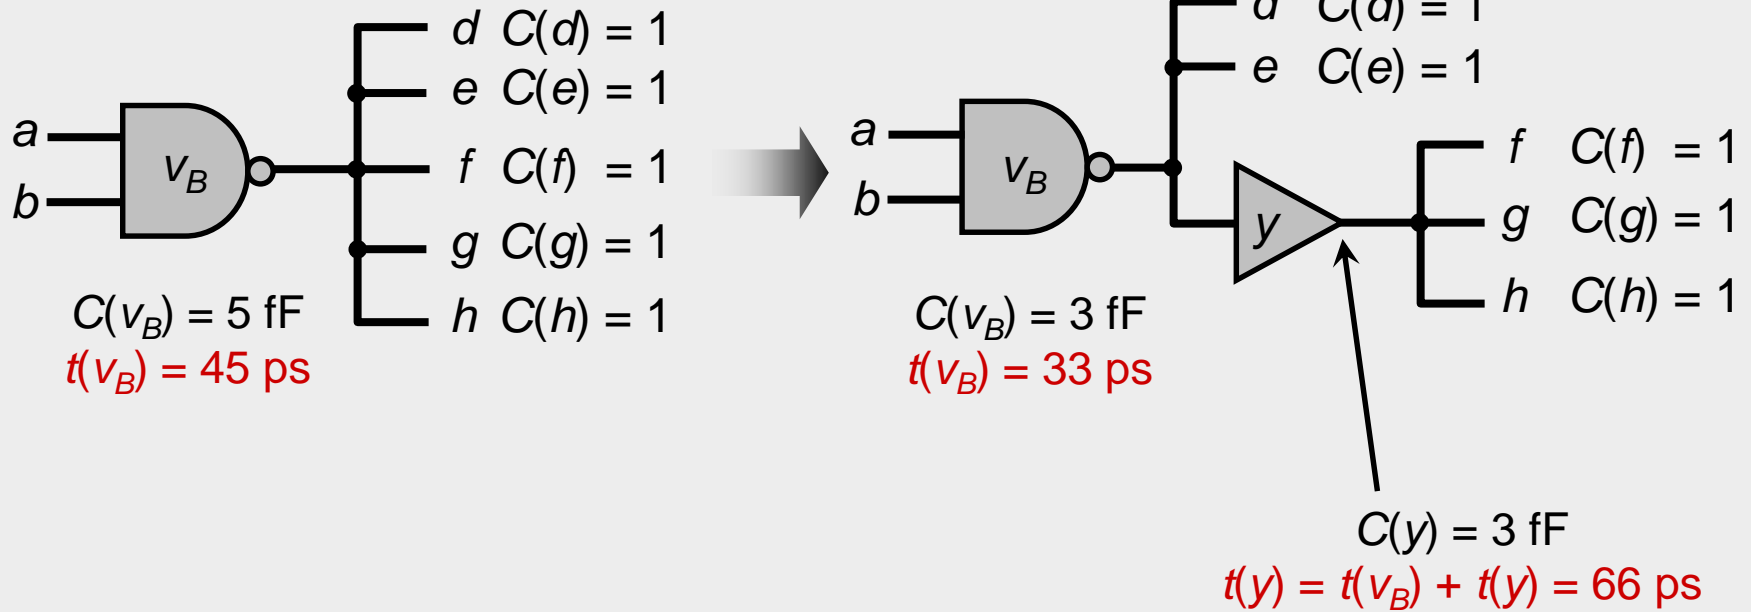 d C(d) = 1
e C(e) = 1
a
v_B
f C(f) = 1
b
g C(g) = 1
h C(h) = 1
C(v_B) = 5 fF
t(v_B) = 45 ps
d C(d) = 1
e C(e) = 1
a
v_B
b
y
f C(f) = 1
g C(g) = 1
h C(h) = 1
C(v_B) = 3 fF
t(v_B) = 33 ps
C(y) = 3 fF
t(y) = t(v_B) + t(y) = 66 ps